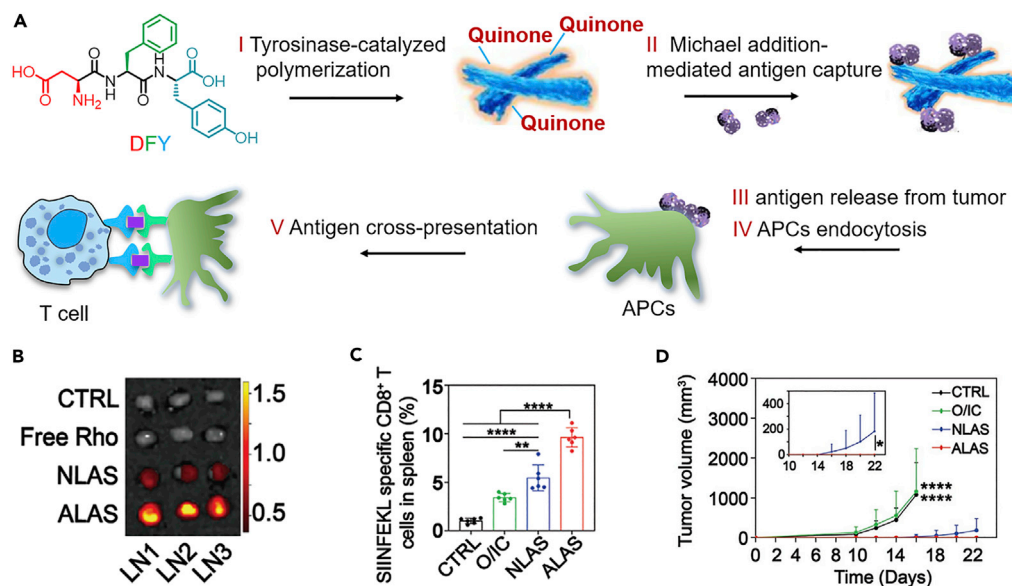 A
I Tyrosinase-catalyzed
polymerization
Quinone
Quinone
Quinone
II Michael addition-
mediated antigen capture
O
HO
O
NH2
H
N
O
H
N
O
OH
OH
DFY
III antigen release from tumor
IV APCs endocytosis
V Antigen cross-presentation
T cell
APCs
B
CTRL
Free Rho
NLAS
ALAS
LN1 LN2 LN3
1.5
1.0
0.5
C
SIINFEKL specific CD8+ T
cells in spleen (%)
15
10
5
0
****
****
**
CTRL O/IC NLAS ALAS
D
Tumor volume (mm3)
4000
3000
2000
1000
0
400
200
0
10 12 14 16 18 20 22
*
CTRL
O/IC
NLAS
ALAS
****
****
0 2 4 6 8 10 12 14 16 18 20 22
Time (Days)